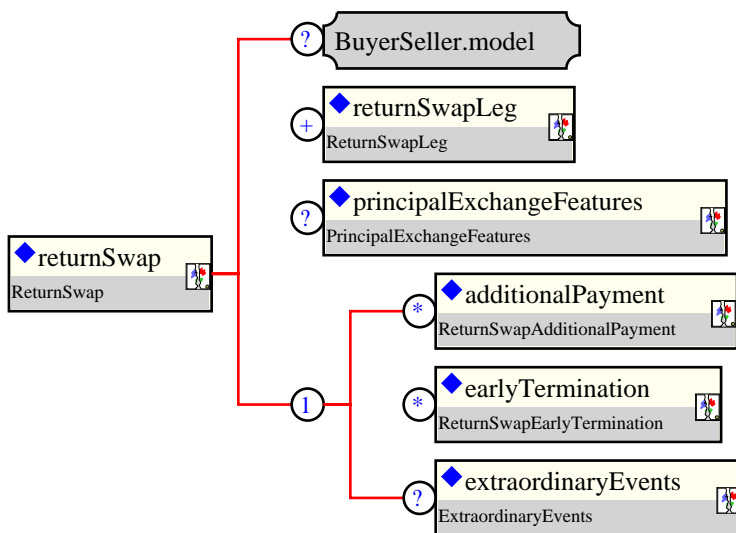 ?
BuyerSeller.model
+
returnSwapLeg
ReturnSwapLeg
?
principalExchangeFeatures
PrincipalExchangeFeatures
returnSwap
ReturnSwap
*
additionalPayment
ReturnSwapAdditionalPayment
1
*
earlyTermination
ReturnSwapEarlyTermination
?
extraordinaryEvents
ExtraordinaryEvents